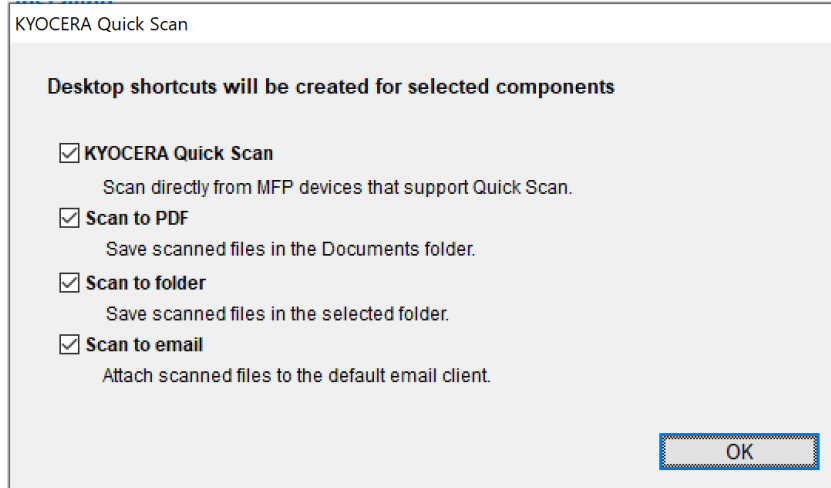 KYOCERA Quick Scan
Desktop shortcuts will be created for selected components
KYOCERA Quick Scan
Scan directly from MFP devices that support Quick Scan.
Scan to PDF
Save scanned files in the Documents folder.
Scan to folder
Save scanned files in the selected folder.
Scan to email
Attach scanned files to the default email client.
OK